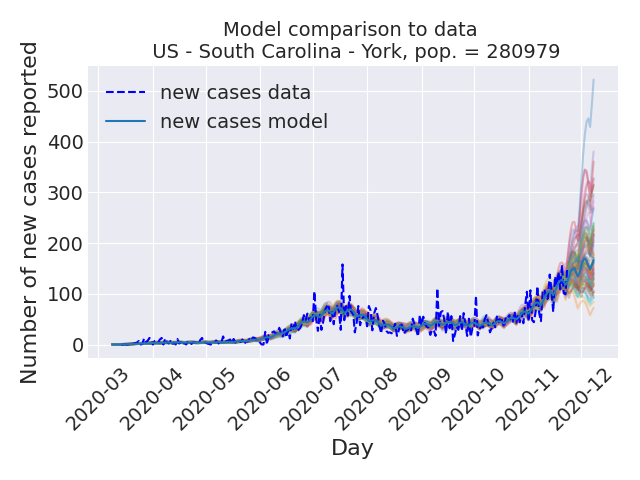 Model comparison to data
US - South Carolina - York, pop. = 280979
Number of new cases reported
500
400
300
200
100
0
new cases data
new cases model
2020-03
2020-04
2020-05
2020-06
2020-07
2020-08
2020-09
2020-10
2020-11
2020-12
Day